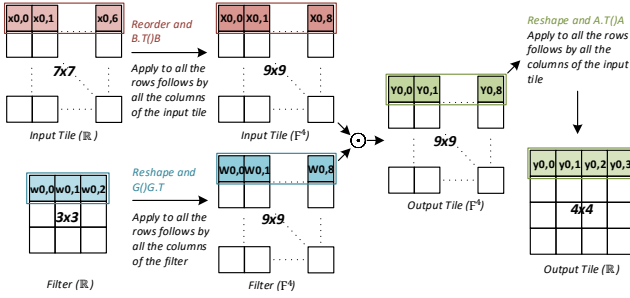 x0,0 x0,1 x0,6
7x7
Input Tile (ℝ)
Reorder and
B.T()B
Apply to all the
rows follows by
all the columns
of the input tile
X0,0 X0,1 X0,8
9x9
Input Tile (F⁴)
w0,0 w0,1 w0,2
3x3
Filter (ℝ)
Reshape and
G()G.T
Apply to all the
rows follows by
all the columns
of the filter
W0,0 W0,1 W0,8
9x9
Filter (F⁴)
Y0,0 Y0,1 Y0,8
9x9
Output Tile (F⁴)
Reshape and A.T()A
Apply to all the rows
follows by all the
columns of the input
tile
y0,0 y0,1 y0,2 y0,3
4x4
Output Tile (ℝ)